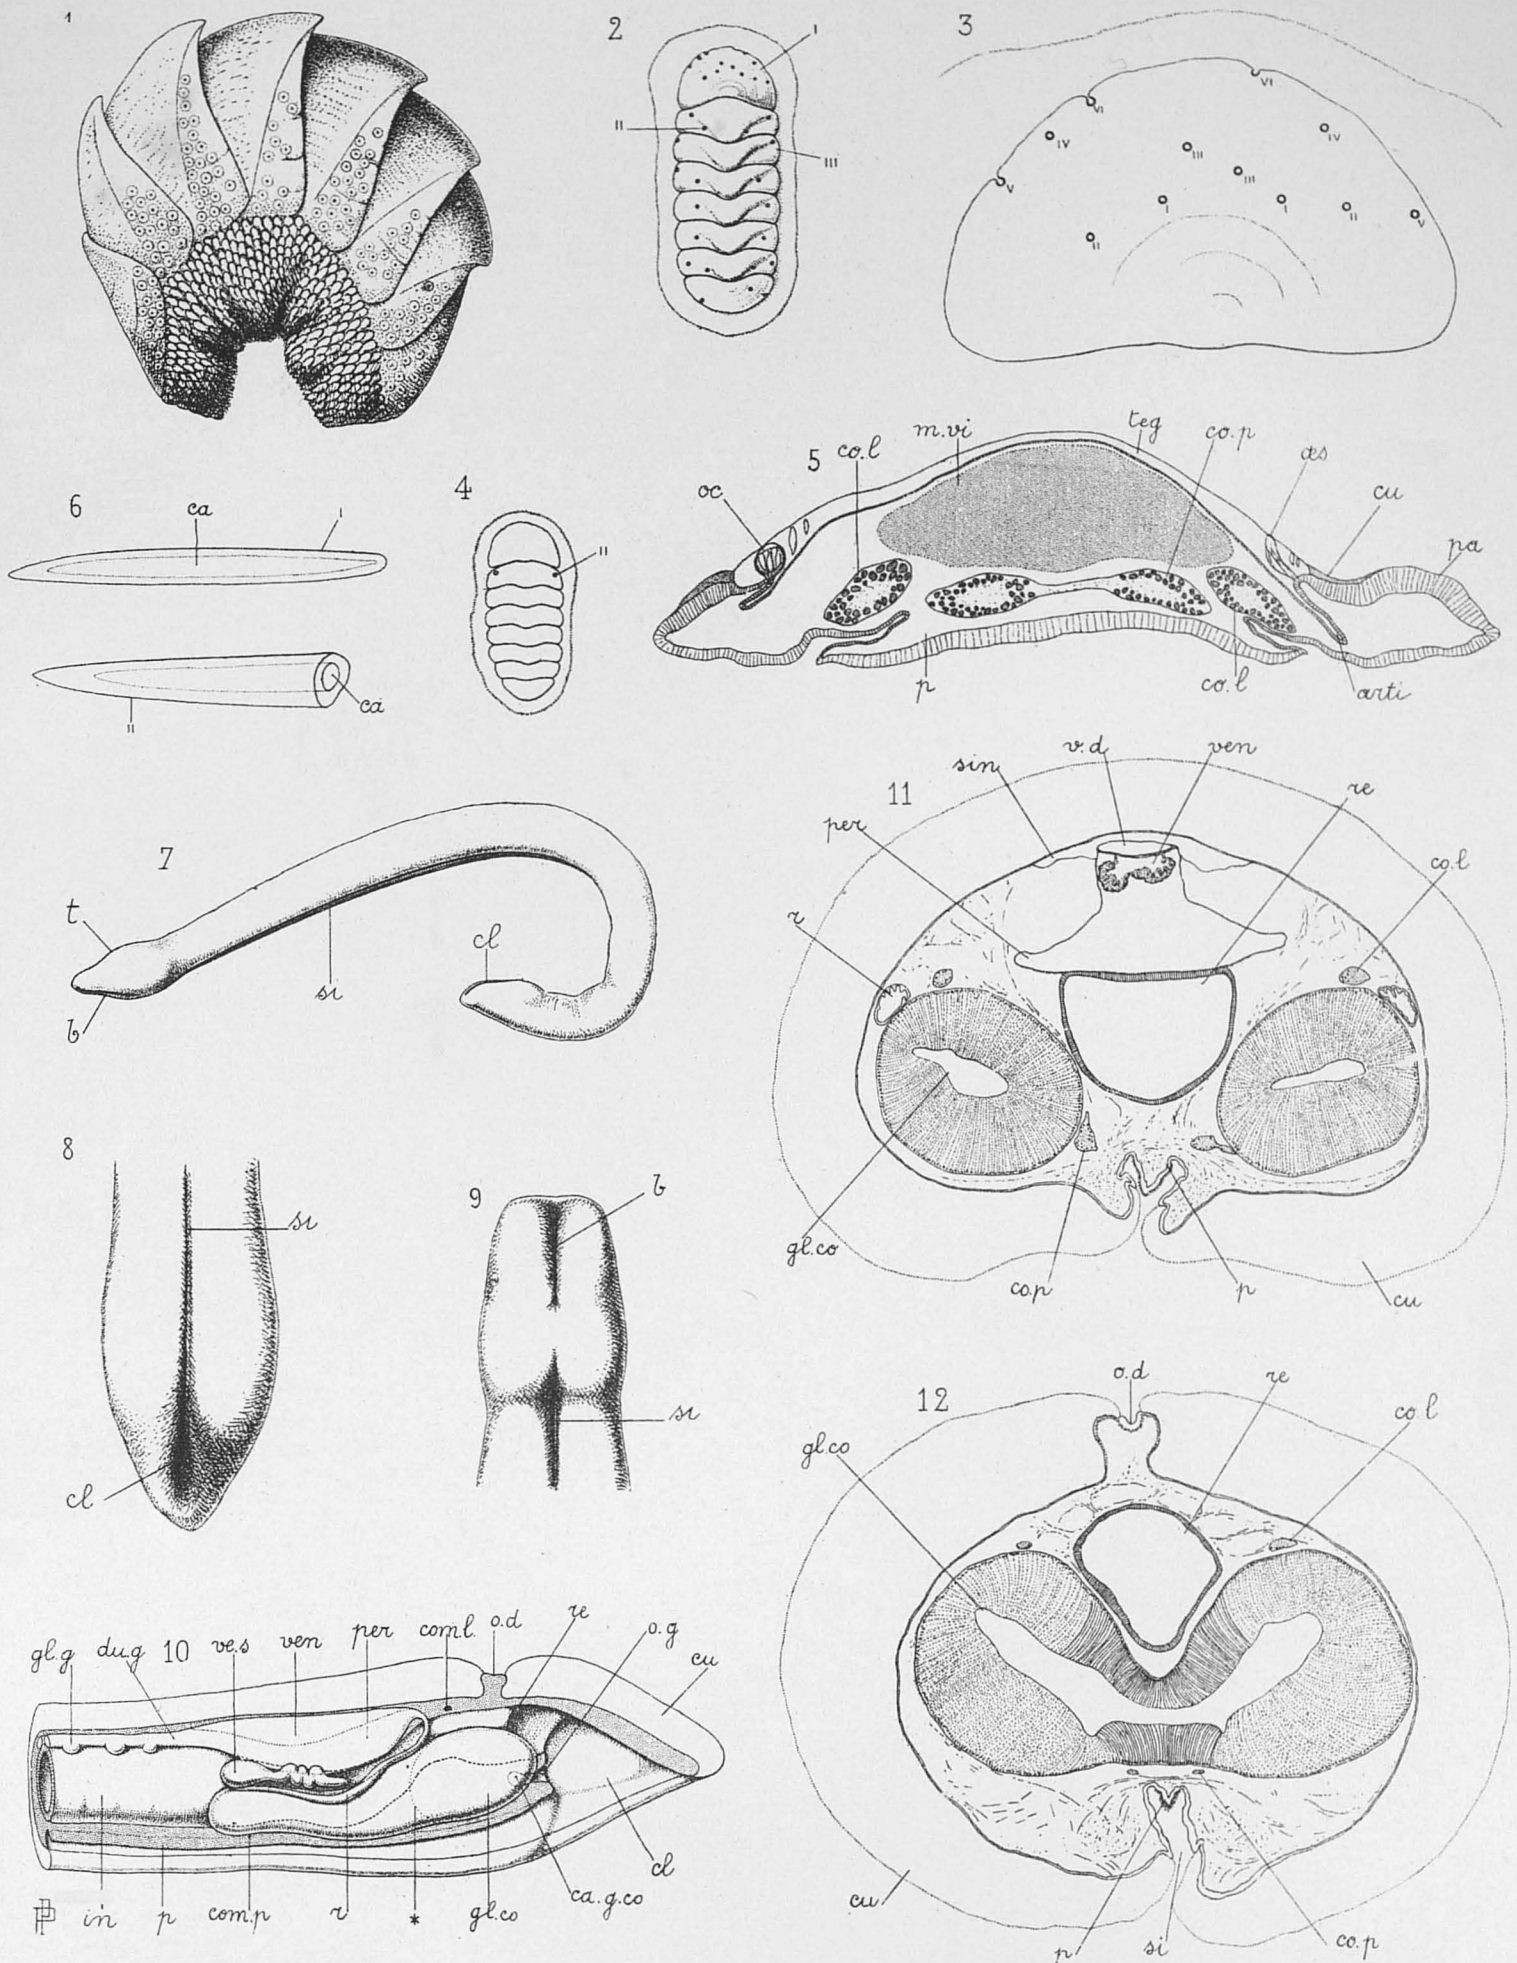 1
2
I
II
III
3
VI
VI
IV
III
IV
III
V
I
I
II
V
II
4
II
5
co.l
m.vi
teg
co.p
œs
cu
pa
oc
p
co.l
arti
6
ca
I
II
ca
7
t
b
si
cl
8
si
cl
9
b
si
10
gl.g
du.g
ve.s
ven
per
com.l
o.d
re
o.g
cu
in
p
com.p
r
*
gl.co
ca.g.co
cl
11
sin
v.d
ven
re
per
co.l
r
gl.co
co.p
p
cu
12
o.d
re
co.l
gl.co
cu
p
si
co.p